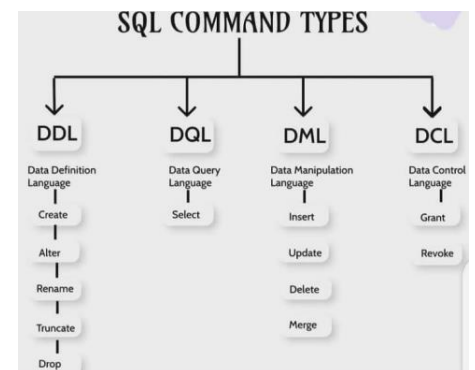 SQL COMMAND TYPES
DDL
Data Definition
Language
Create
Alter
Rename
Truncate
Drop
DQL
Data Query
Language
Select
DML
Data Manipulation
Language
Insert
Update
Delete
Merge
DCL
Data Control
Language
Grant
Revoke